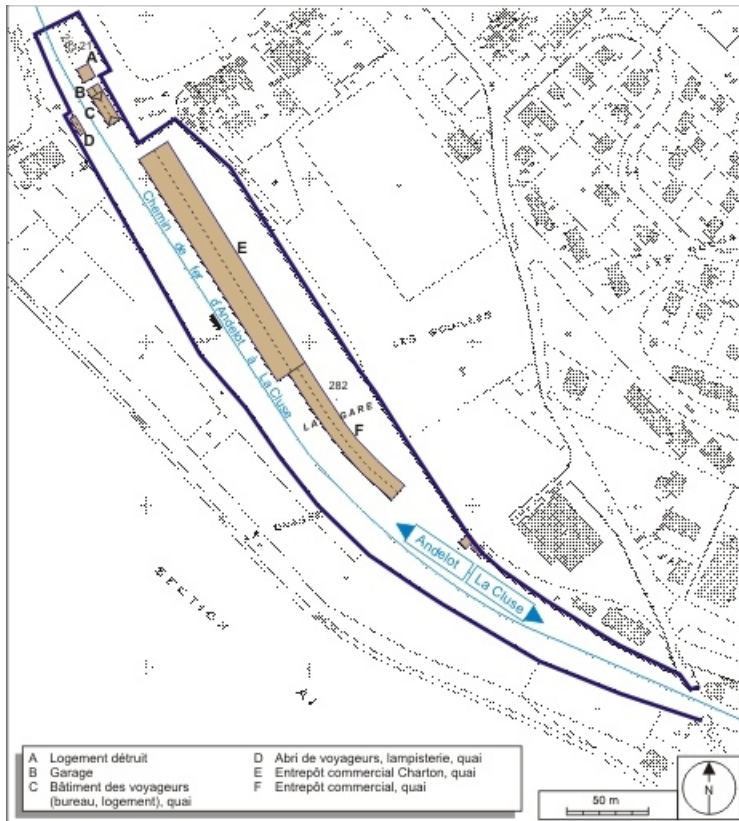 A
B
C
D
E
Chemin de fer d'Andelot à La Cluse
LES
282
LA GARE
F
Andelot
La Cluse
SECTION
AI
A Logement détruit
B Garage
C Bâtiment des voyageurs
(bureau, logement), quai
D Abri de voyageurs, lampisterie, quai
E Entrepôt commercial Charton, quai
F Entrepôt commercial, quai
50 m
N